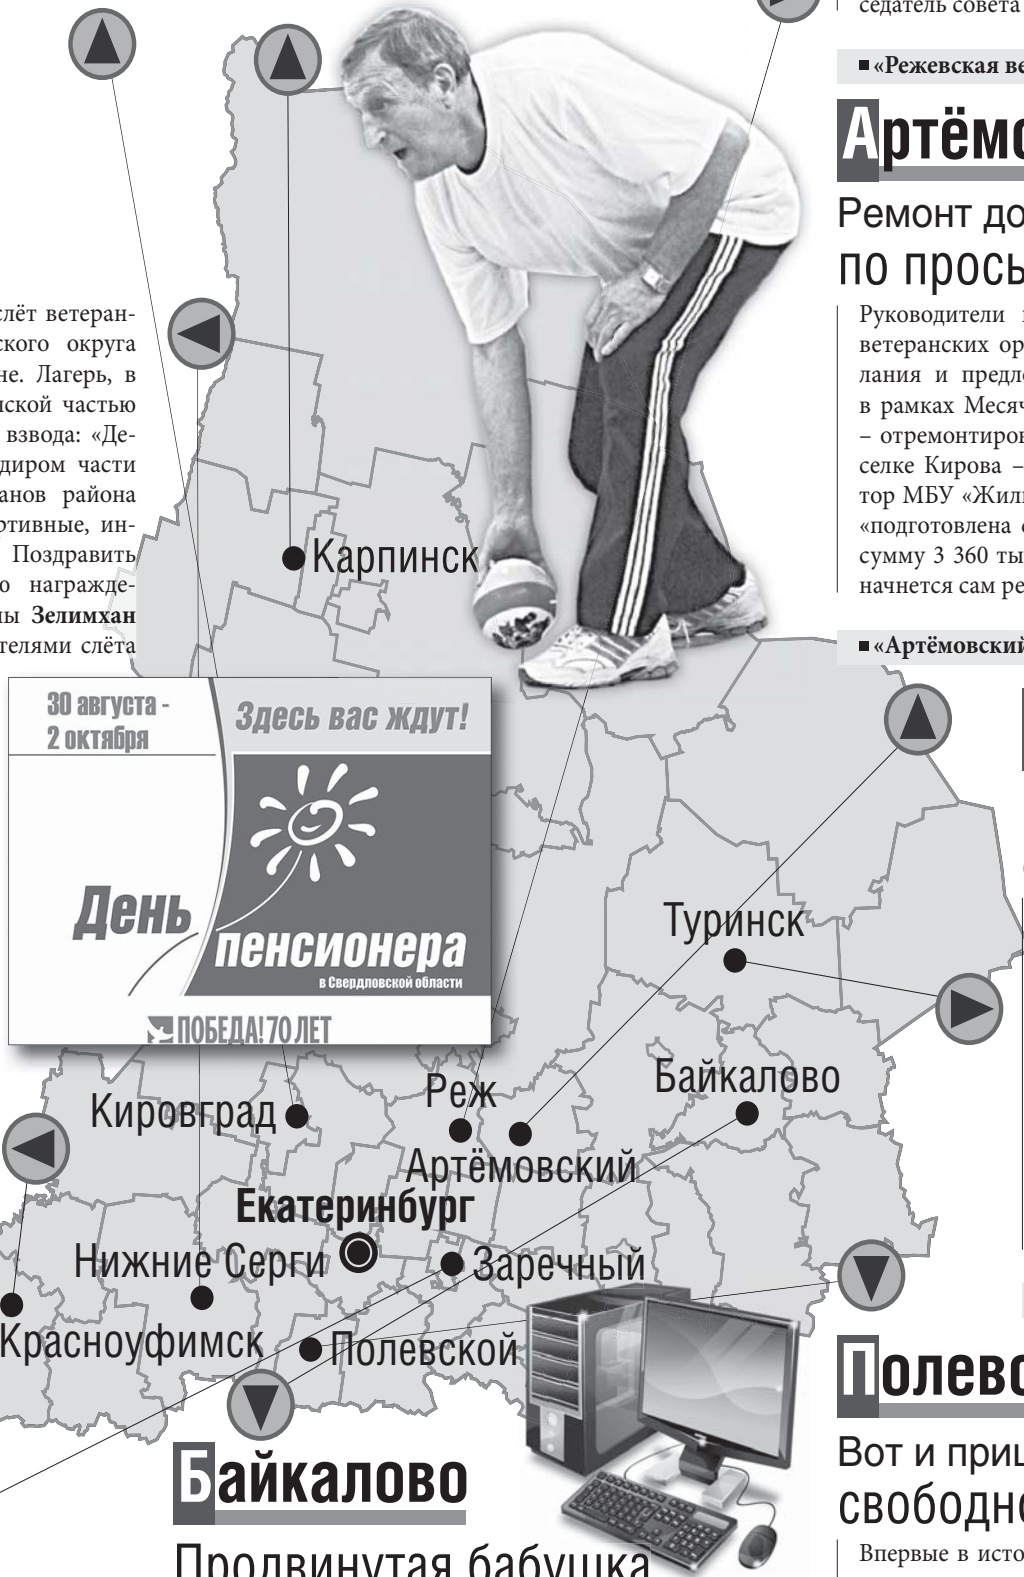 седатель совета
■ «Режевская ве
Артёмо
Ремонт до
по прось
Руководители
ветеранских ор
лания и предло
в рамках Месяч
– отремонтиров
селке Кирова –
тор МБУ «Жили
«подготовлена
сумму 3 360 ты
начнется сам ре
■ «Артёмовский
слёт ветеран-
ского округа
не. Лагерь, в
нской частью
взвода: «Де-
диром части
анов района
ртивные, ин-
Поздравить
ю награжде-
ны Зелимхан
телями слёта
Карпинск
30 августа -
2 октября
Здесь вас ждут!
День
пенсионера
в Свердловской области
ПОБЕДА! 70 ЛЕТ
Туринск
Байкалово
Реж
Кировград
Артёмовский
Екатеринбург
Нижние Серги
Заречный
Красноуфимск
Полевской
Байкалово
Продвинутая бабушка
Полево
Вот и приш
свободно
Впервые в исто